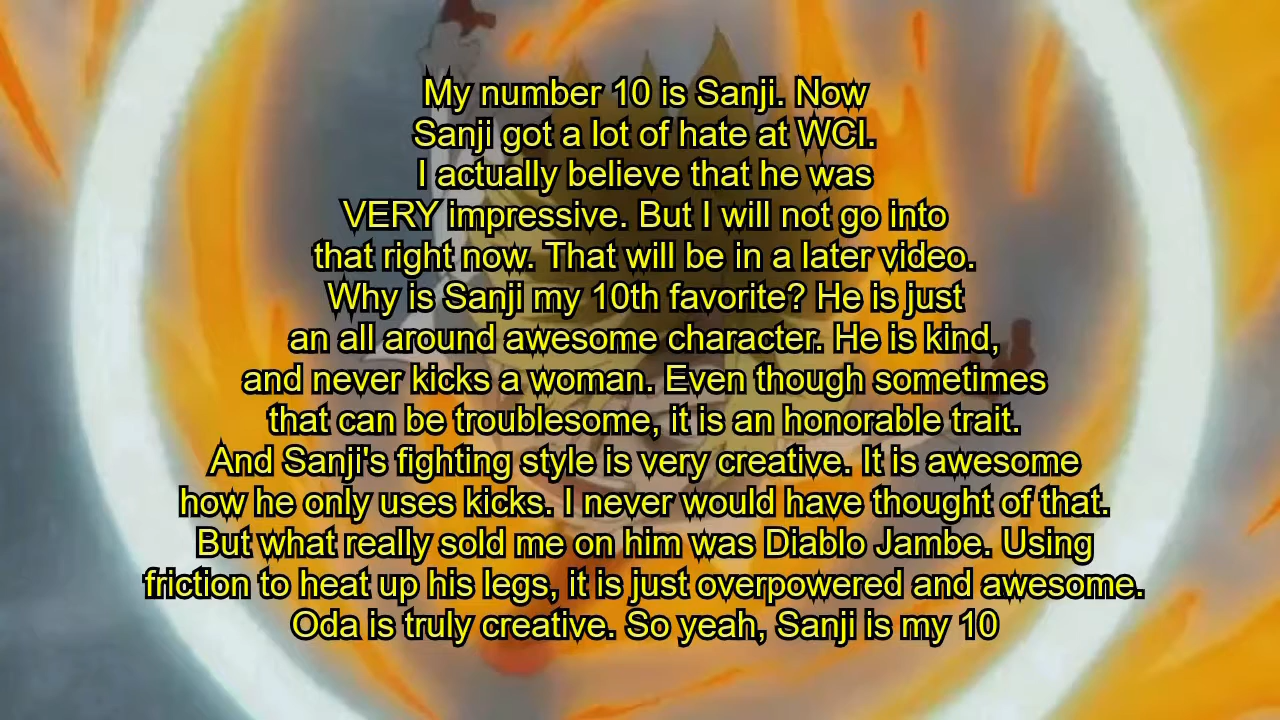 My number 10 is Sanji. Now
Sanji got a lot of hate at WCI.
I actually believe that he was
VERY impressive. But I will not go into
that right now. That will be in a later video.
Why is Sanji my 10th favorite? He is just
an all around awesome character. He is kind,
and never kicks a woman. Even though sometimes
that can be troublesome, it is an honorable trait.
And Sanji's fighting style is very creative. It is awesome
how he only uses kicks. I never would have thought of that.
But what really sold me on him was Diablo Jambe. Using
friction to heat up his legs, it is just overpowered and awesome.
Oda is truly creative. So yeah, Sanji is my 10